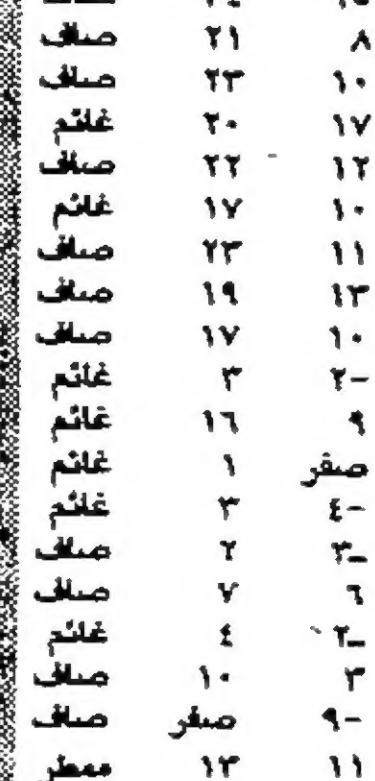 ٨ ٢١ صاف
١٠ ٢٣ صاف
١٧ ٢٠ غائم
١٢ ٢٢ صاف
١٠ ١٧ غائم
١١ ٢٣ صاف
١٣ ١٩ صاف
١٠ ١٧ صاف
٢- ٣ غائم
٩ ١٦ غائم
صفر ١ غائم
٤- ٣ غائم
٣- ٢ صاف
٦ ٧ صاف
٢- ٤ غائم
٣ ١٠ صاف
٩- صفر صاف
١١ ١٣ ممطر